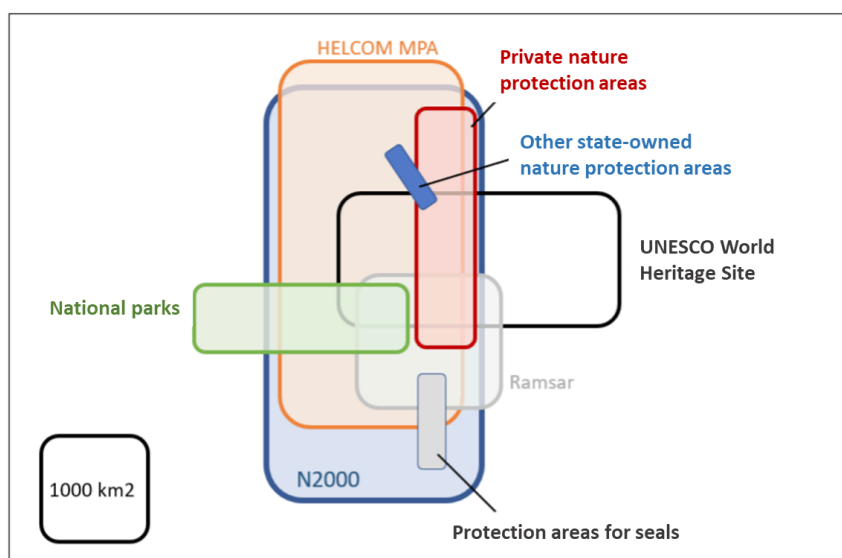 HELCOM MPA
Private nature
protection areas
Other state-owned
nature protection areas
UNESCO World
Heritage Site
National parks
Ramsar
N2000
1000 km2
Protection areas for seals